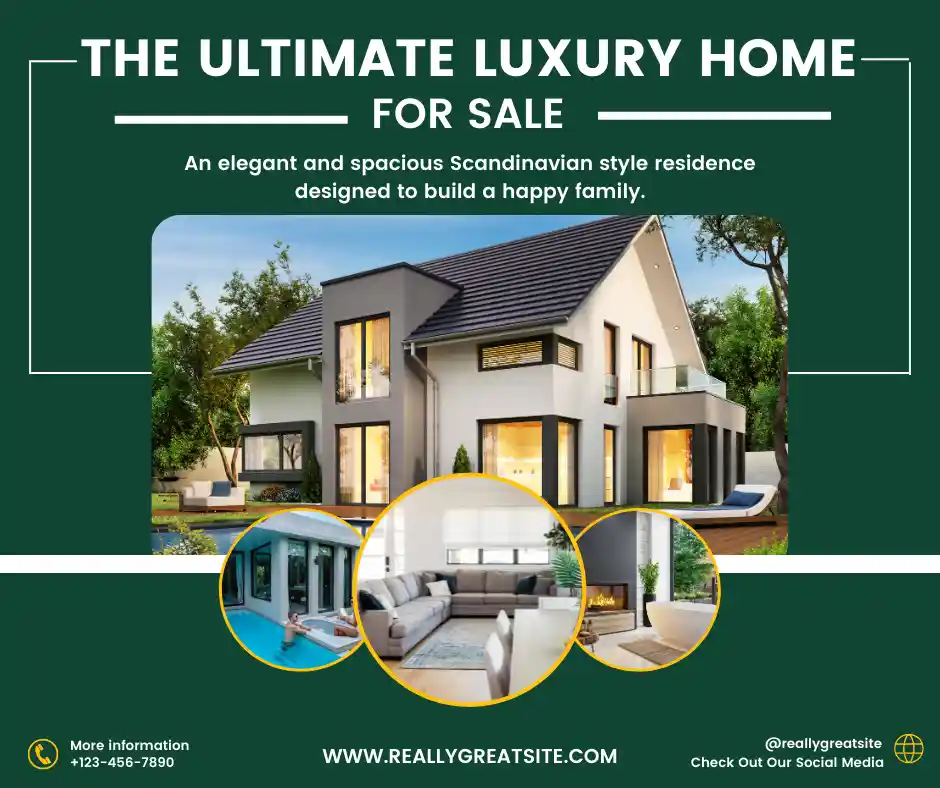 THE ULTIMATE LUXURY HOME
FOR SALE
An elegant and spacious Scandinavian style residence
designed to build a happy family.
More information
+123-456-7890
WWW.REALLYGREATSITE.COM
@reallygreatsite
Check Out Our Social Media